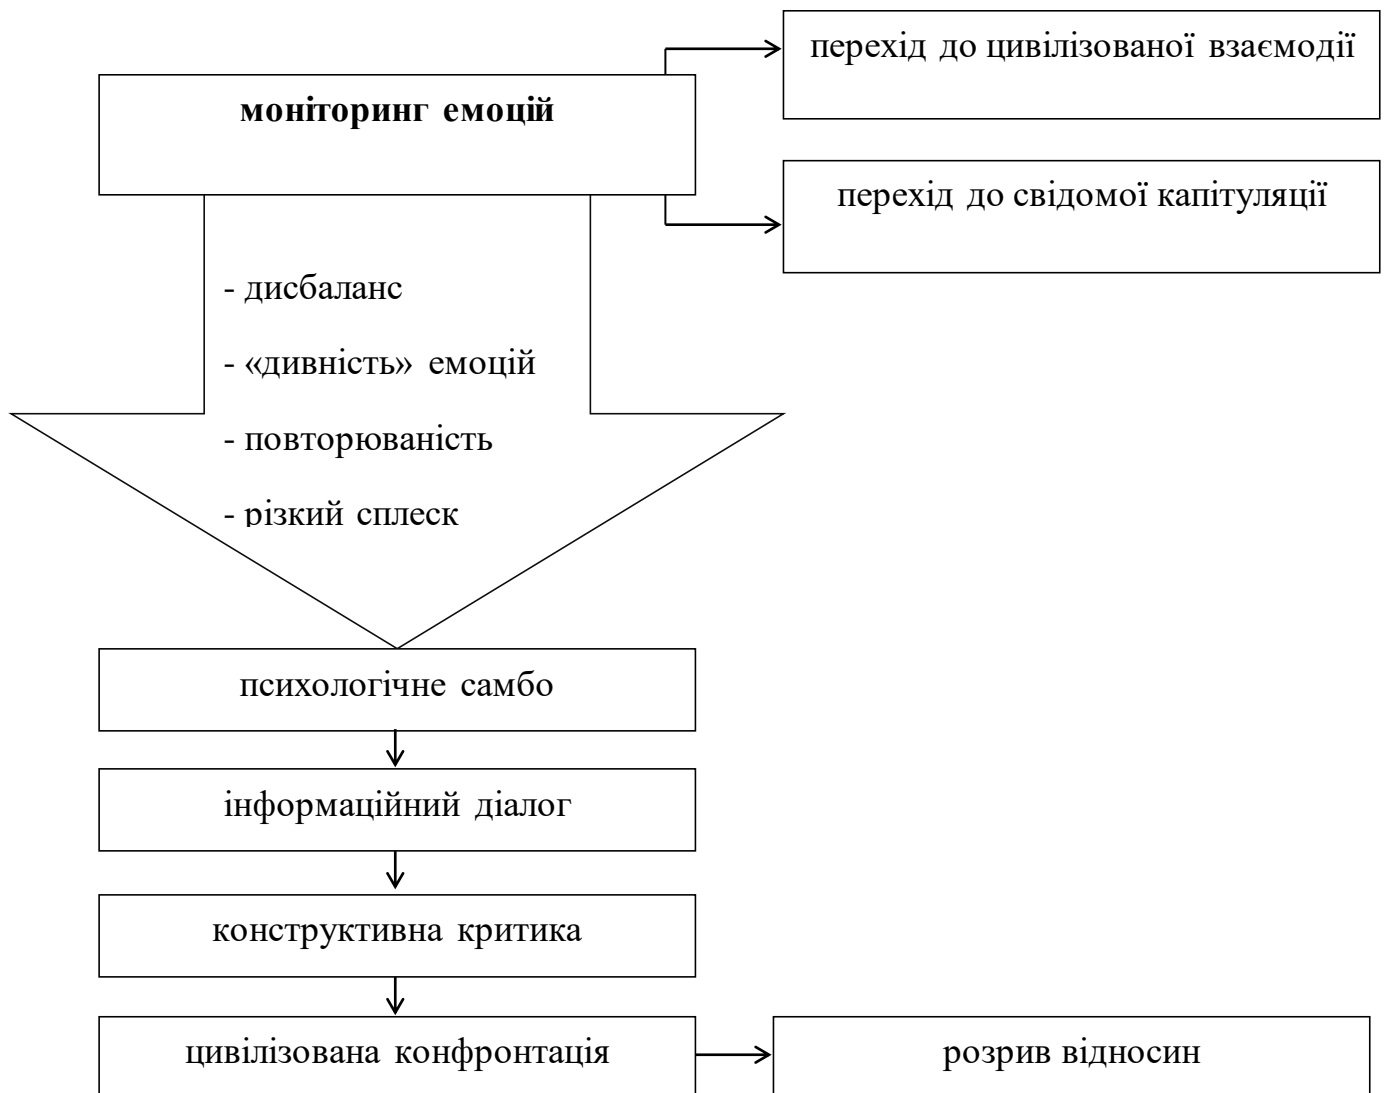 перехід до цивілізованої взаємодії
моніторинг емоцій
перехід до свідомої капітуляції
- дисбаланс
- «дивність» емоцій
- повторюваність
- різкий сплеск
психологічне самбо
інформаційний діалог
конструктивна критика
цивілізована конфронтація
розрив відносин